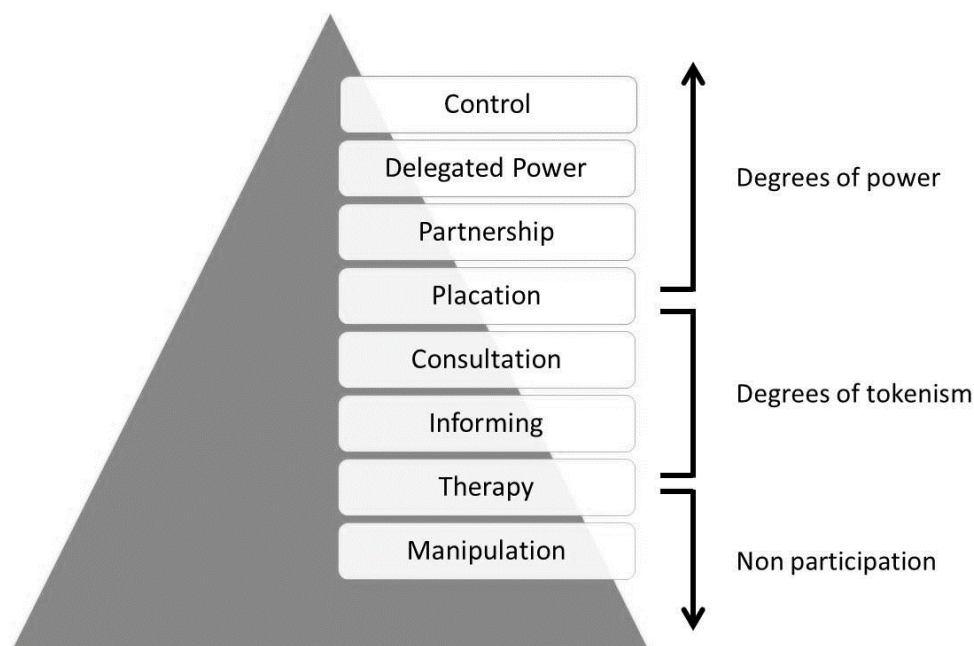 Control
Delegated Power
Partnership
Placation
Consultation
Informing
Therapy
Manipulation
Degrees of power
Degrees of tokenism
Non participation